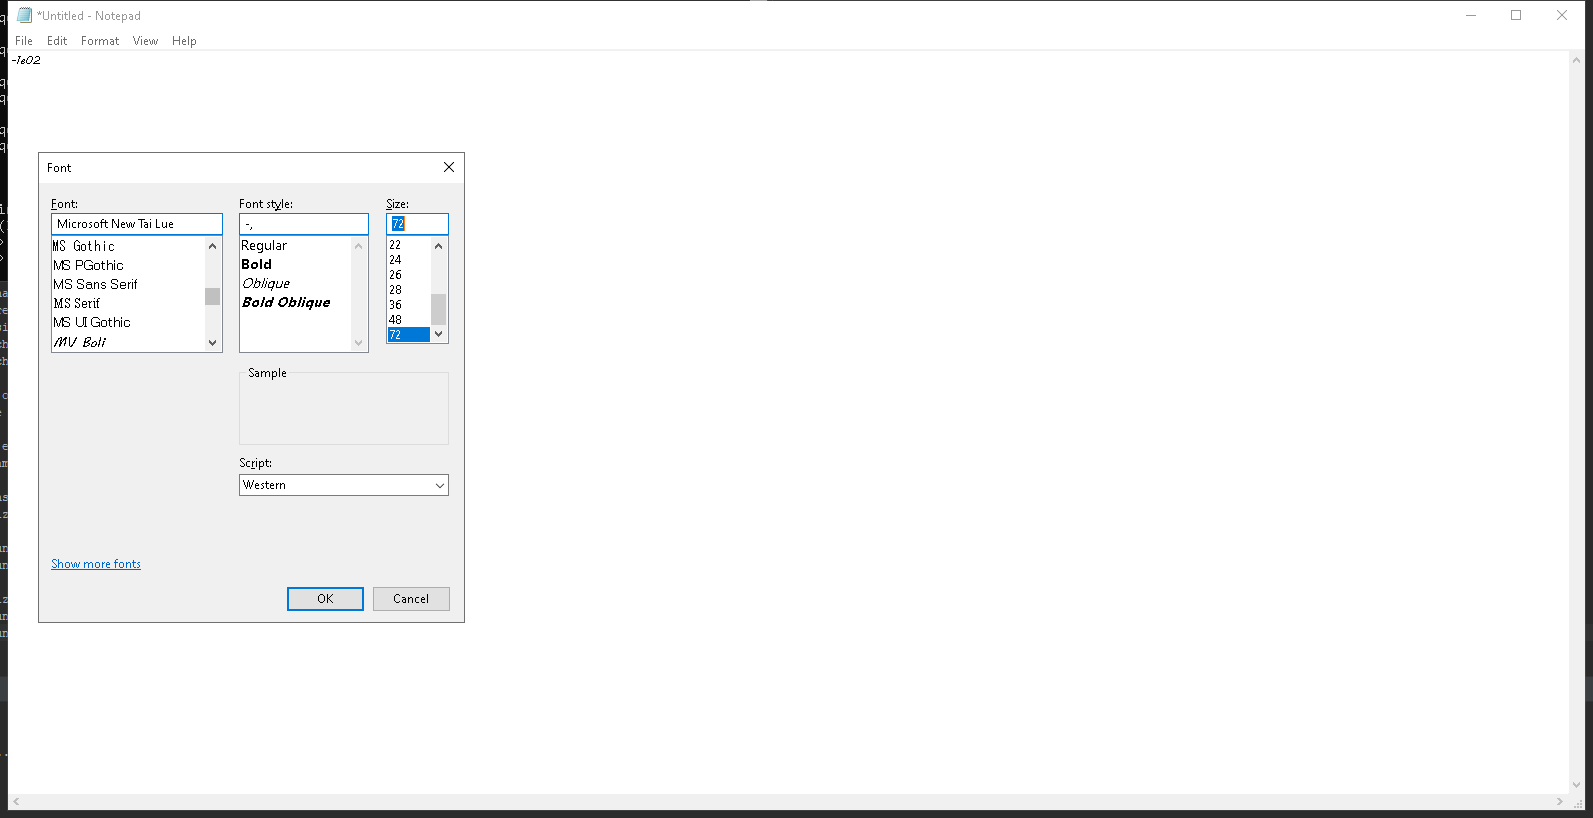 *Untitled - Notepad
File Edit Format View Help
-1e02
Font
Font: Font style: Size:
Microsoft New Tai Lue -, 72
MS Gothic
MS PGothic
MS Sans Serif
MS Serif
MS UI Gothic
MV Boli
Regular
Bold
Oblique
Bold Oblique
22
24
26
28
36
48
72
Sample
Script:
Western
Show more fonts
OK Cancel